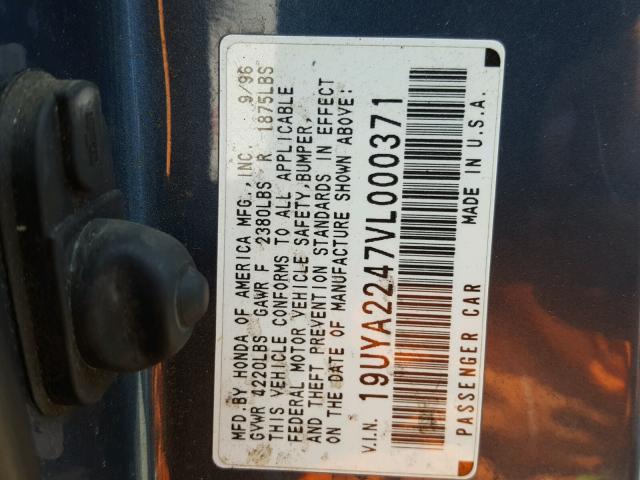 MFD.BY HONDA OF AMERICA MFG.,INC. 9/96
GVWR 4220LBS GAWR F 2380LBS R 1875LBS
THIS VEHICLE CONFORMS TO ALL APPLICABLE
FEDERAL MOTOR VEHICLE SAFETY,BUMPER,
AND THEFT PREVENTION STANDARDS IN EFFECT
ON THE DATE OF MANUFACTURE SHOWN ABOVE:
V.I.N. 19UYA2247VL000371
PASSENGER CAR MADE IN U.S.A.